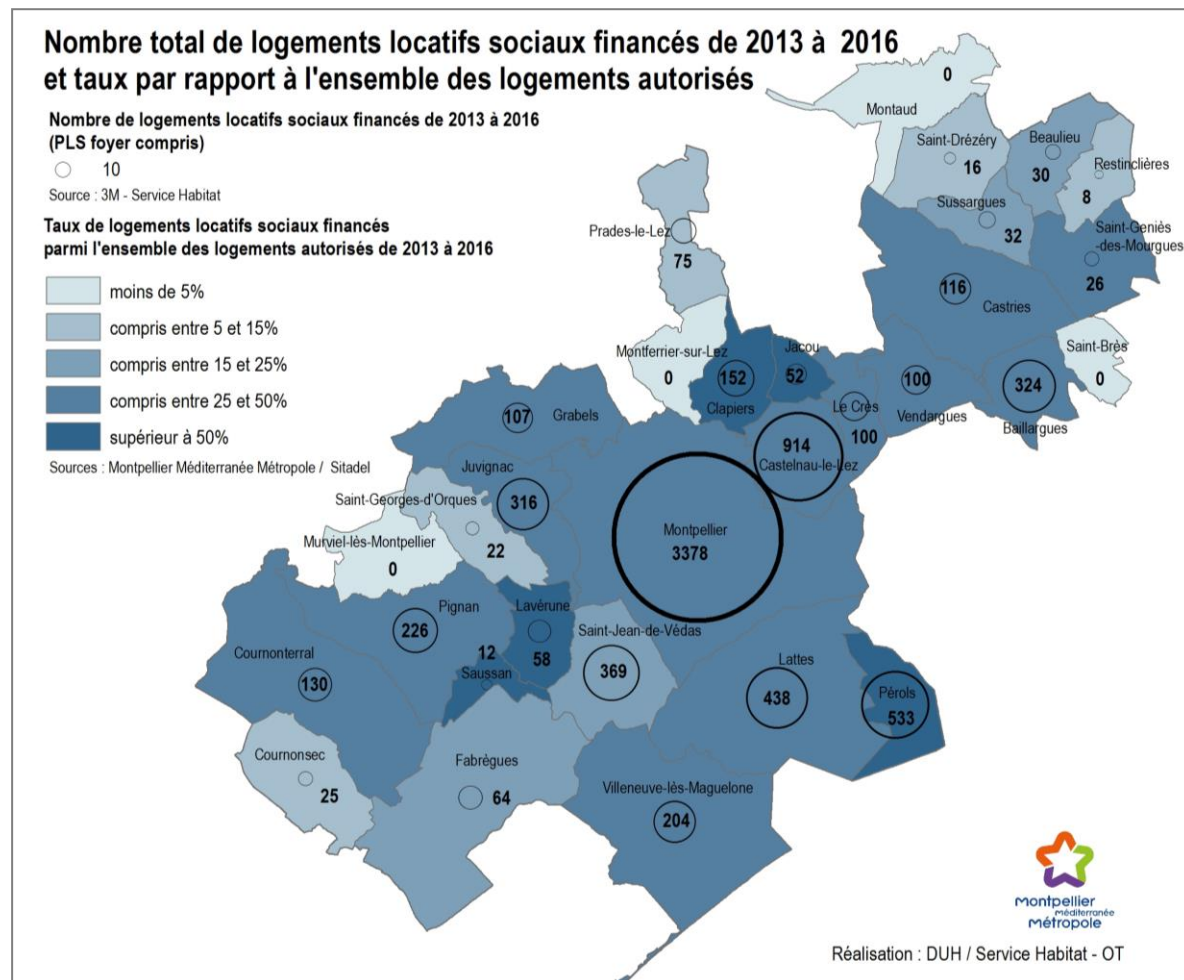 Nombre total de logements locatifs sociaux financés de 2013 à 2016
et taux par rapport à l'ensemble des logements autorisés
Nombre de logements locatifs sociaux financés de 2013 à 2016
(PLS foyer compris)
10
Source : 3M - Service Habitat
Taux de logements locatifs sociaux financés
parmi l'ensemble des logements autorisés de 2013 à 2016
moins de 5%
compris entre 5 et 15%
compris entre 15 et 25%
compris entre 25 et 50%
supérieur à 50%
Sources : Montpellier Méditerranée Métropole / Sitadel
0
Montaud
Saint-Drézéry
16
Beaulieu
30
Restinclières
8
Sussargues
32
Saint-Geniès
-des-Mourgues
26
Prades-le-Lez
75
116
Castries
Montferrier-sur-Lez
0
152
Clapiers
Jacou
52
Le Crès
100
100
Vendargues
324
Baillargues
Saint-Brès
0
914
Castelnau-le-Lez
107
Grabels
Juvignac
316
Saint-Georges-d'Orques
22
Murviel-lès-Montpellier
0
Montpellier
3378
Pignan
226
Lavérune
58
12
Saussan
Saint-Jean-de-Védas
369
Cournonterral
130
Lattes
438
Pérols
533
Cournonsec
25
Fabrègues
64
Villeneuve-lès-Maguelone
204
montpellier
méditerranée
métropole
Réalisation : DUH / Service Habitat - OT